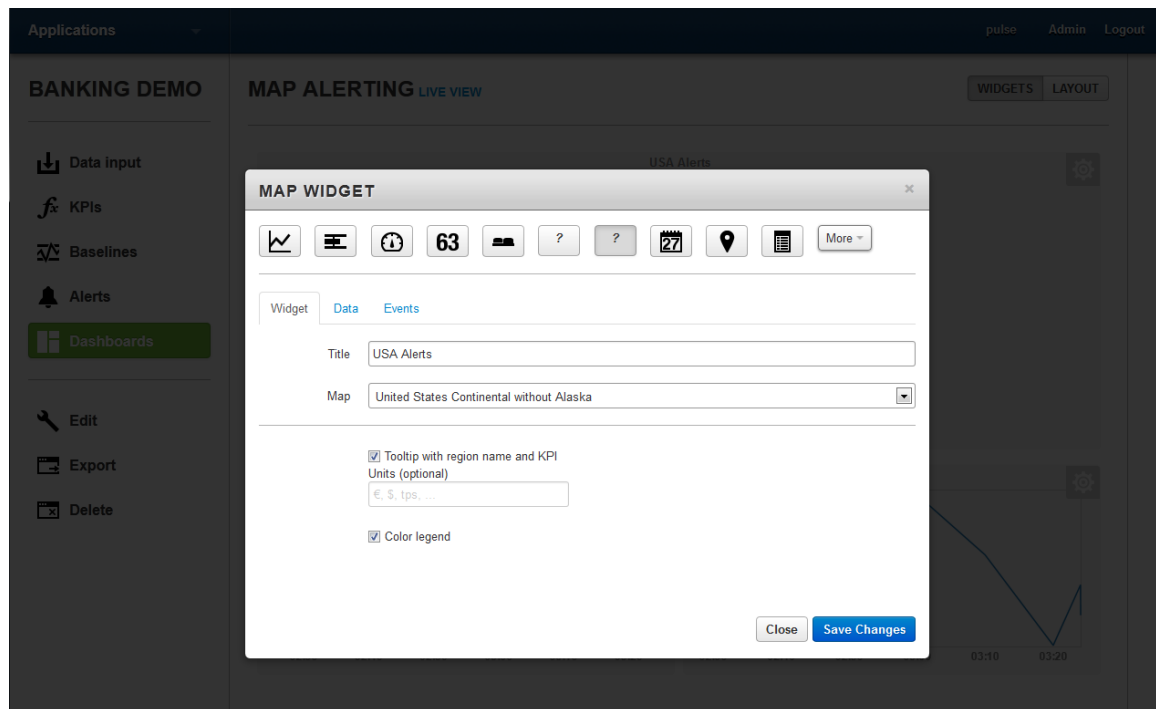 Applications
pulse Admin Logout
BANKING DEMO
MAP ALERTING LIVE VIEW
WIDGETS LAYOUT
Data input
KPIs
Baselines
Alerts
Dashboards
Edit
Export
Delete
USA Alerts
MAP WIDGET ×
63 ? ? 27 More
Widget Data Events
Title USA Alerts
Map United States Continental without Alaska
Tooltip with region name and KPI
Units (optional)
€, $, tps, ...
Color legend
Close Save Changes
03:10 03:20